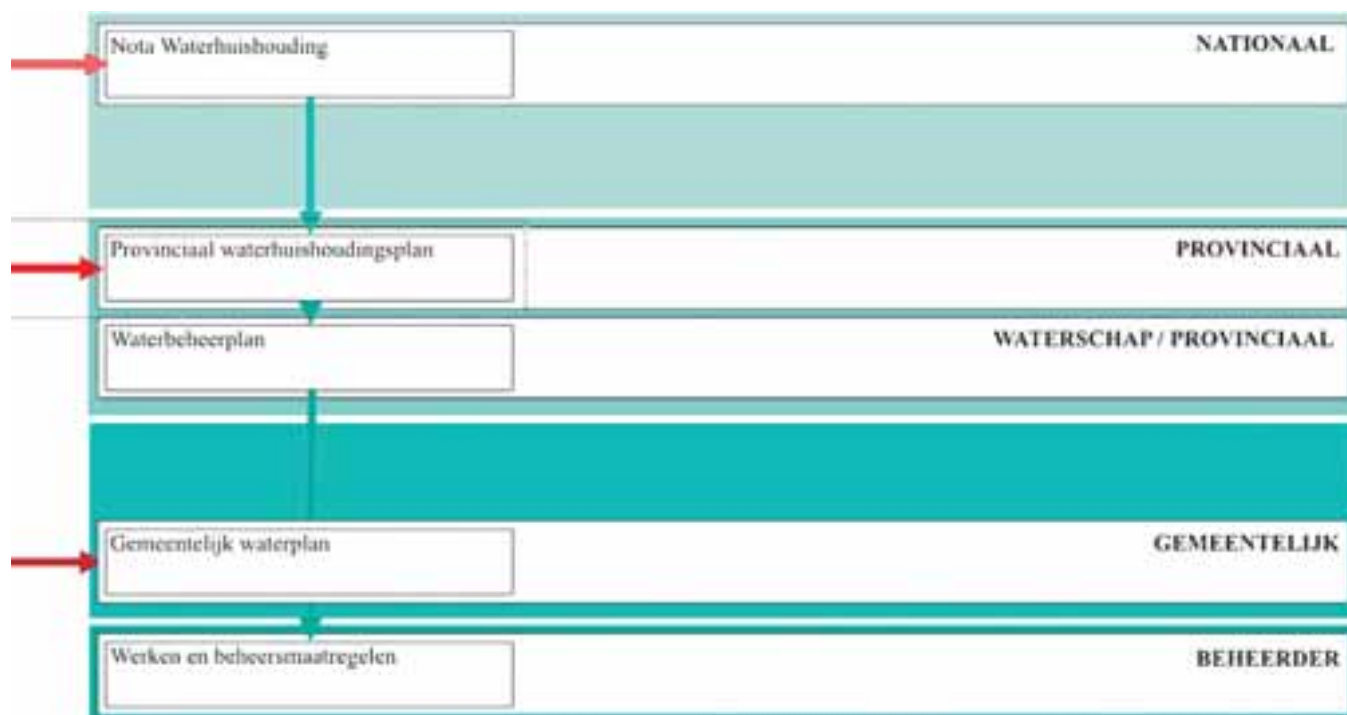 Nota Waterhuishouding NATIONAAL
Provinciaal waterhuishoudingsplan PROVINCIAAL
Waterbeheerplan WATERSCHAP / PROVINCIAAL
Gemeentelijk waterplan GEMEENTELIJK
Werken en beheersmaatregelen BEHEERDER